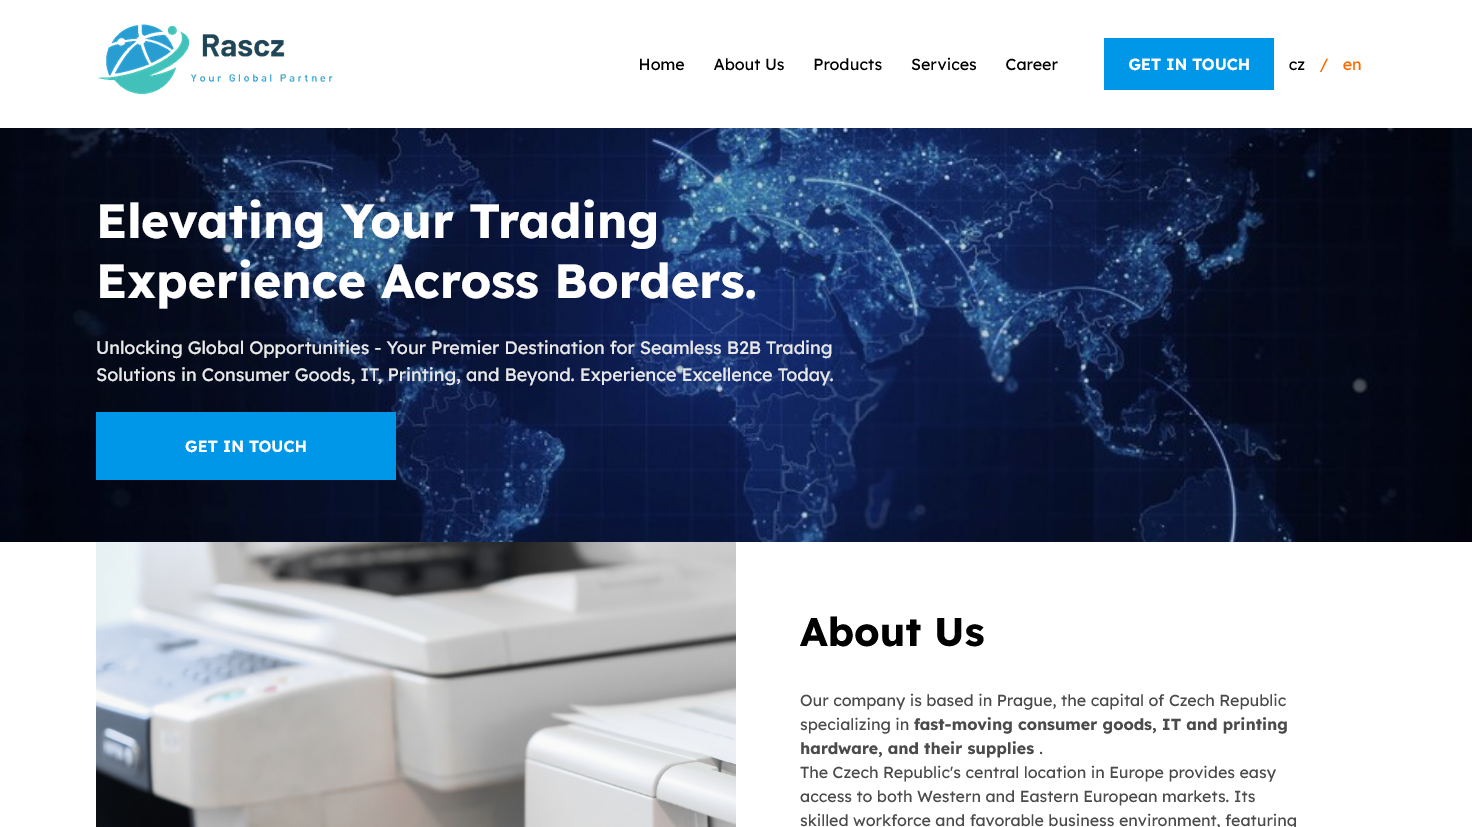 Rascz
Your Global Partner
Home
About Us
Products
Services
Career
GET IN TOUCH
cz / en
Elevating Your Trading
Experience Across Borders.
Unlocking Global Opportunities - Your Premier Destination for Seamless B2B Trading
Solutions in Consumer Goods, IT, Printing, and Beyond. Experience Excellence Today.
GET IN TOUCH
About Us
Our company is based in Prague, the capital of Czech Republic
specializing in fast-moving consumer goods, IT and printing
hardware, and their supplies .
The Czech Republic's central location in Europe provides easy
access to both Western and Eastern European markets. Its
skilled workforce and favorable business environment, featuring